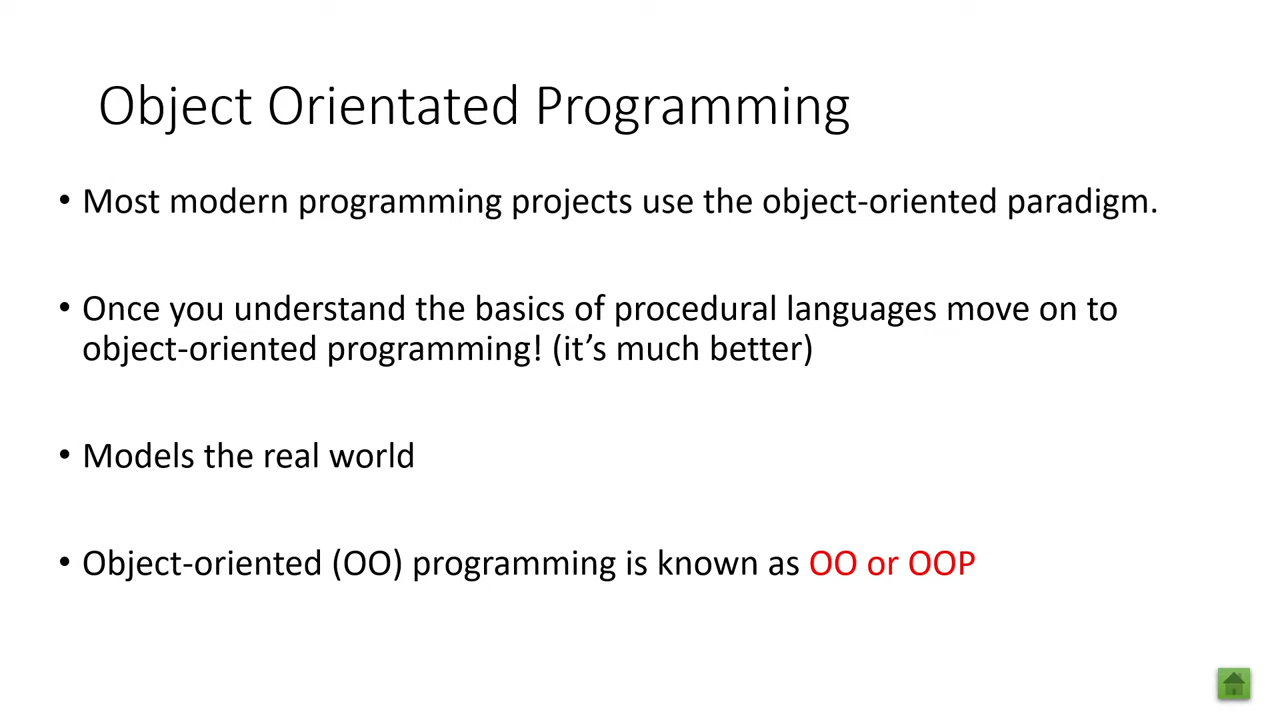 Object Orientated Programming
• Most modern programming projects use the object-oriented paradigm.
• Once you understand the basics of procedural languages move on to
object-oriented programming! (it’s much better)
• Models the real world
• Object-oriented (OO) programming is known as OO or OOP